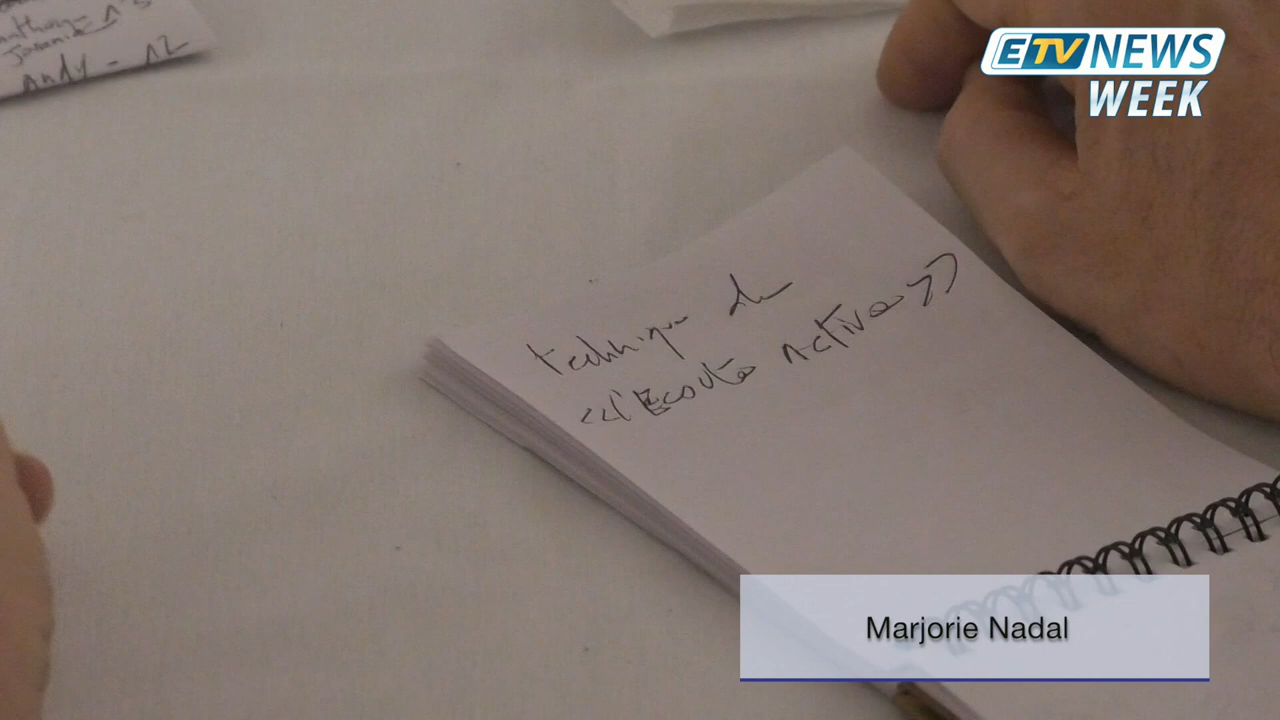 Andy - 12
ETV NEWS
WEEK
technique de
<<l'Ecoute Active>>
Marjorie Nadal